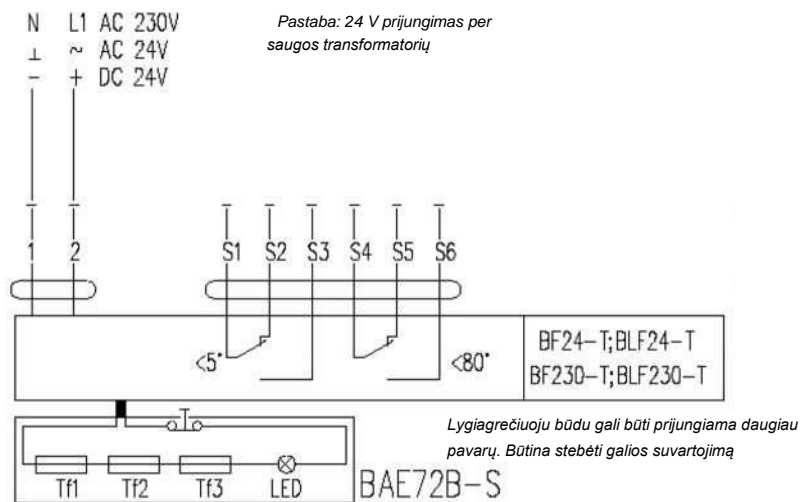 N L1 AC 230V
⊥ ~ AC 24V
- + DC 24V
Pastaba: 24 V prijungimas per
saugos transformatorių
1 2 S1 S2 S3 S4 S5 S6
<5° <80°
BF24-T;BLF24-T
BF230-T;BLF230-T
Lygiagrečiuoju būdu gali būti prijungiama daugiau
pavarų. Būtina stebėti galios suvartojimą
Tf1 Tf2 Tf3 LED BAE72B-S